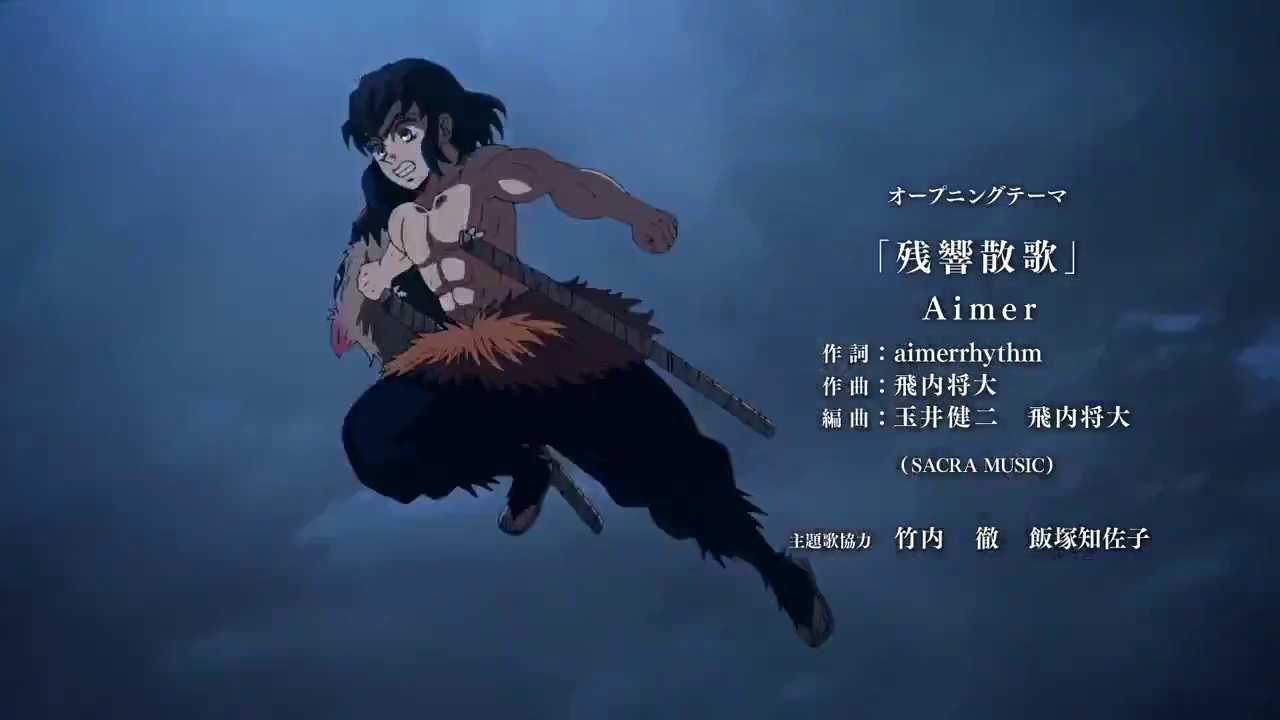 オープニングテーマ
「残響散歌」
Aimer
作詞：aimerrhythm
作曲：飛内将大
編曲：玉井健二　飛内将大
（SACRA MUSIC）
主題歌協力　竹内　徹　飯塚知佐子